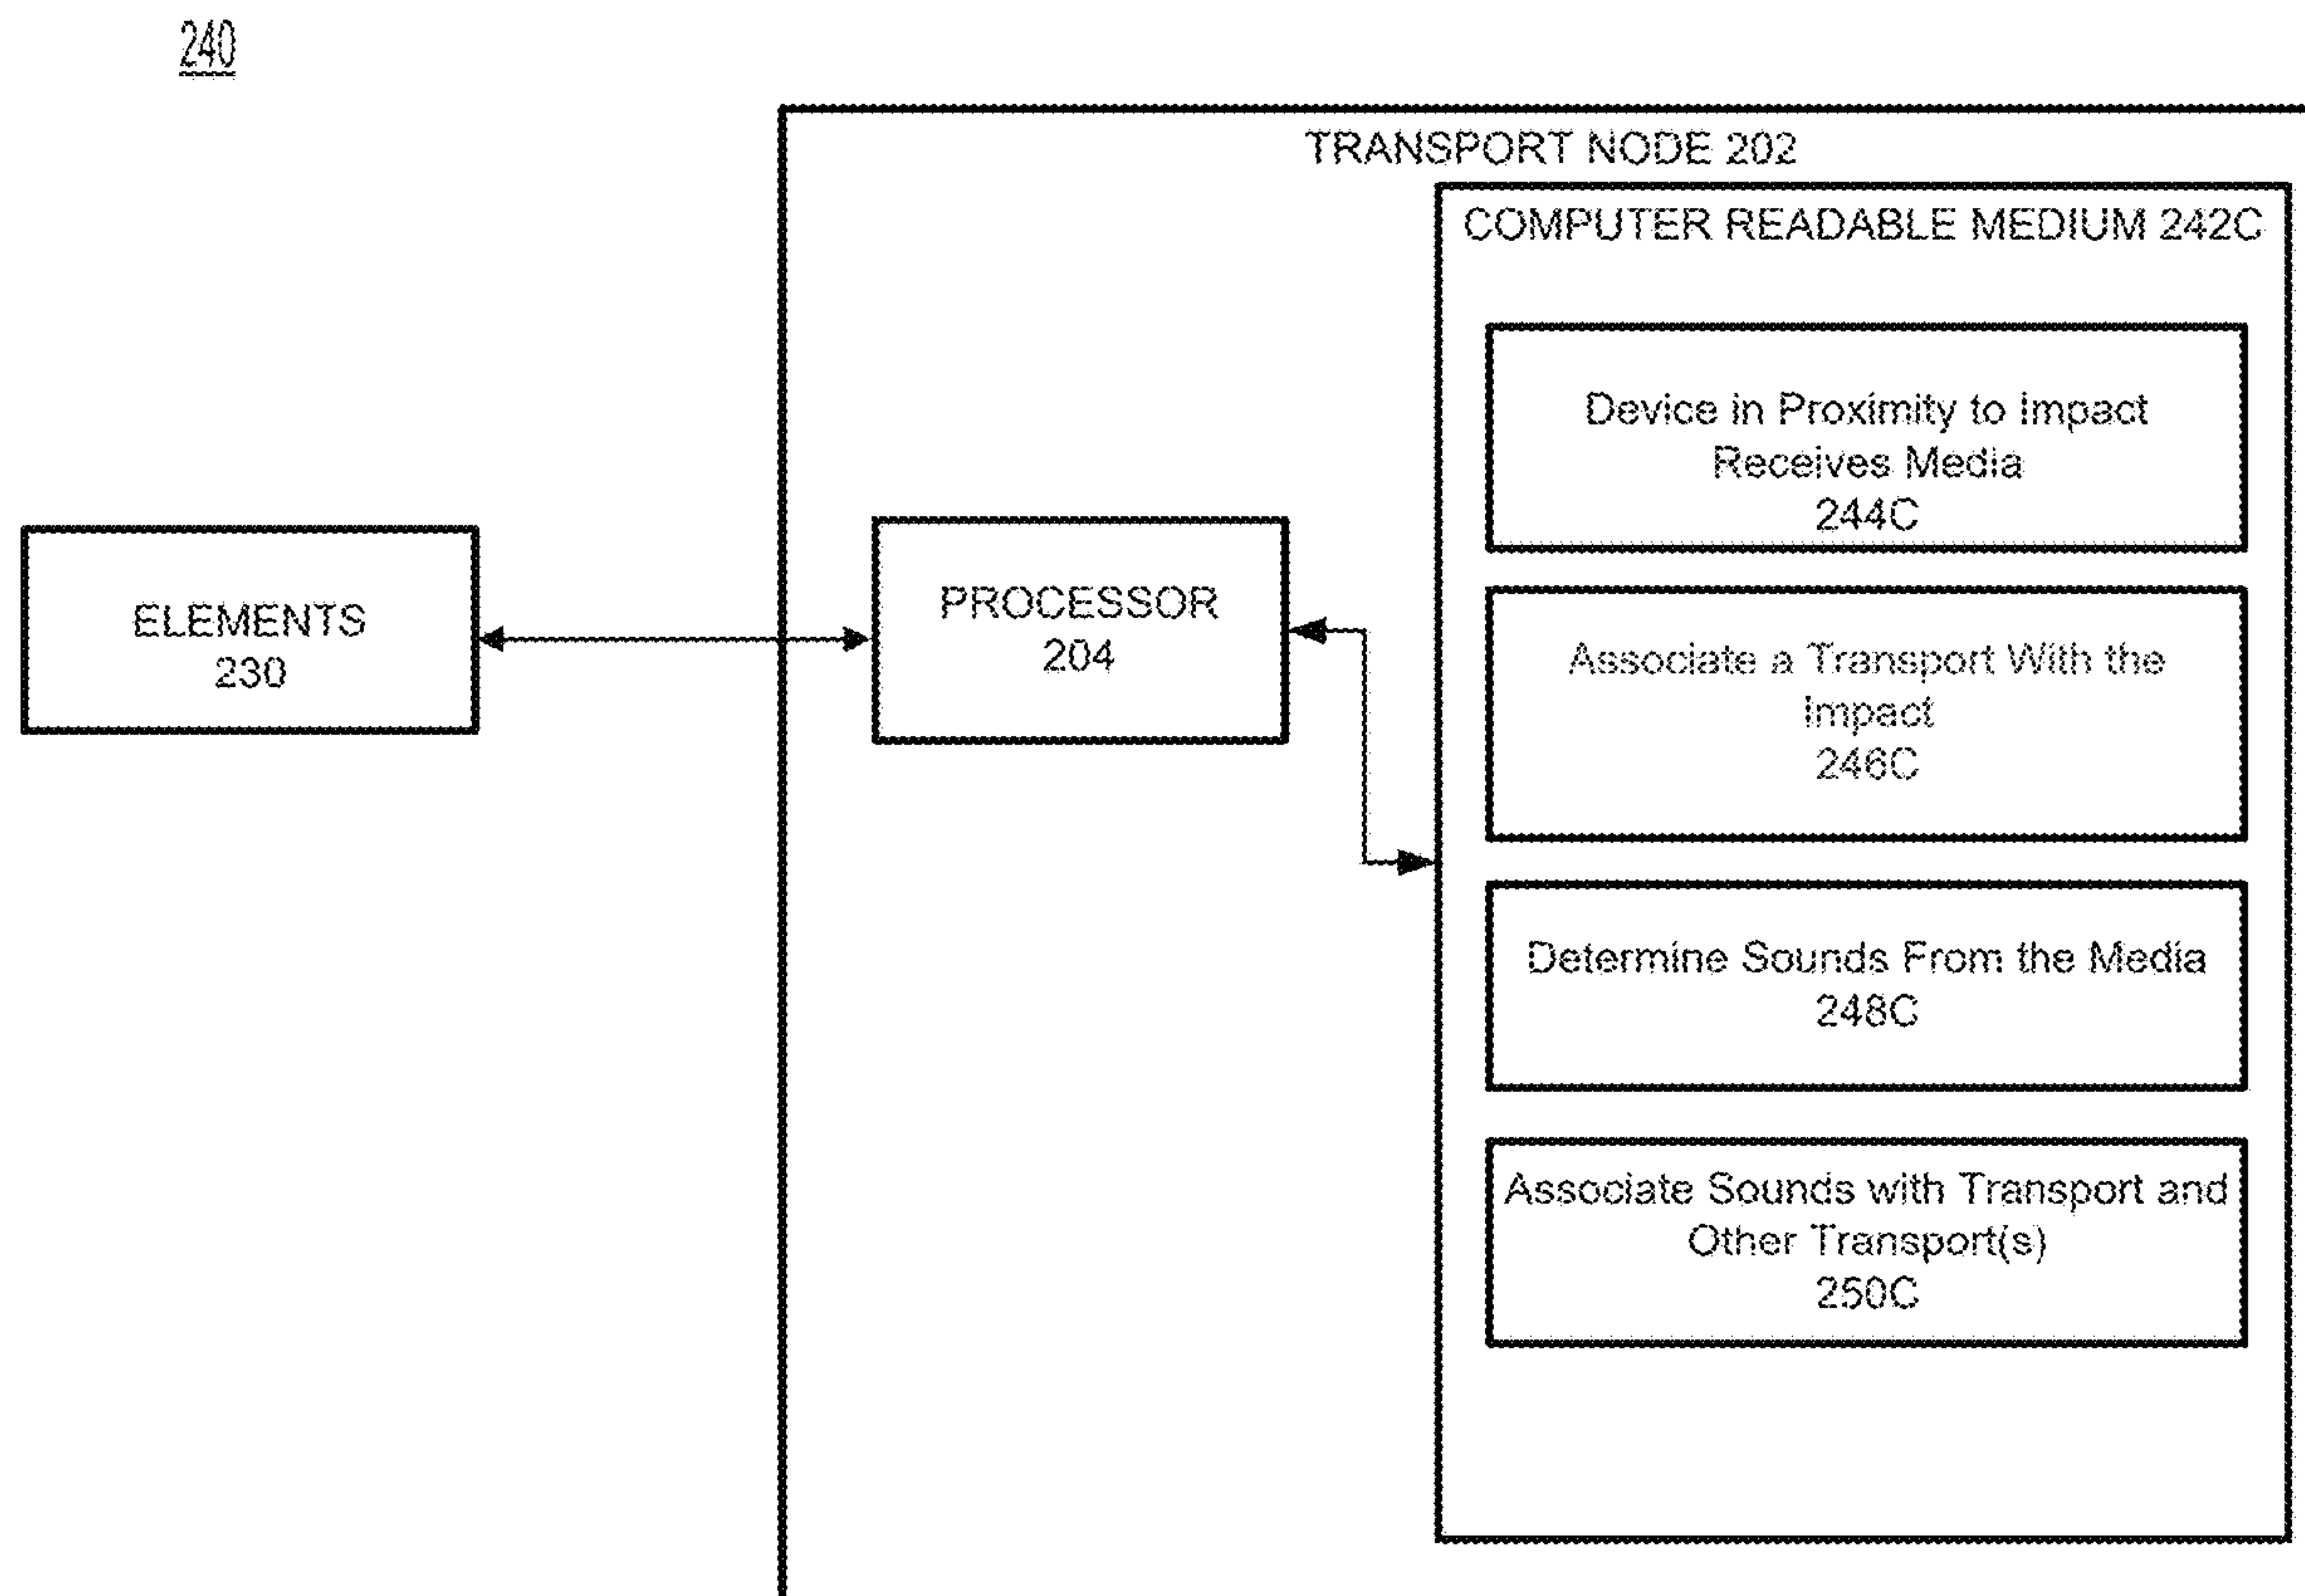 240
TRANSPORT NODE 202
COMPUTER READABLE MEDIUM 242C
Device in Proximity to Impact
Receives Media
244C
ELEMENTS
230
PROCESSOR
204
Associate a Transport With the
Impact
246C
Determine Sounds From the Media
248C
Associate Sounds with Transport and
Other Transport(s)
250C